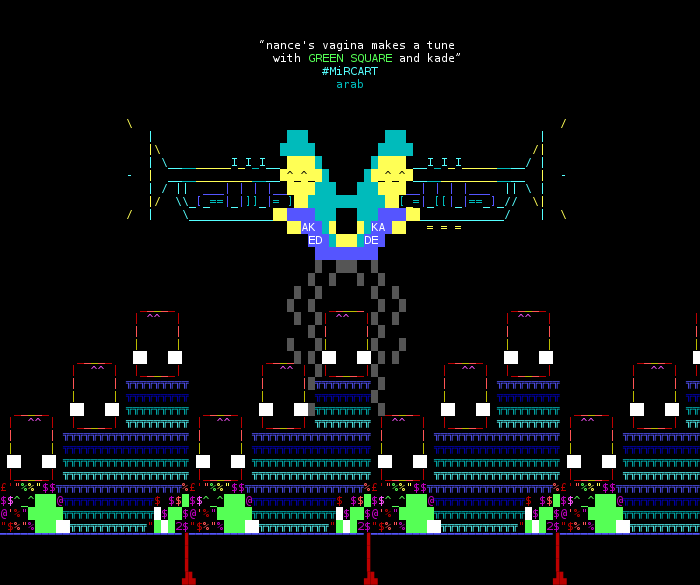 “nance's vagina makes a tune
with GREEN SQUARE and kade”
#MiRCART
arab
AK KA
ED DE